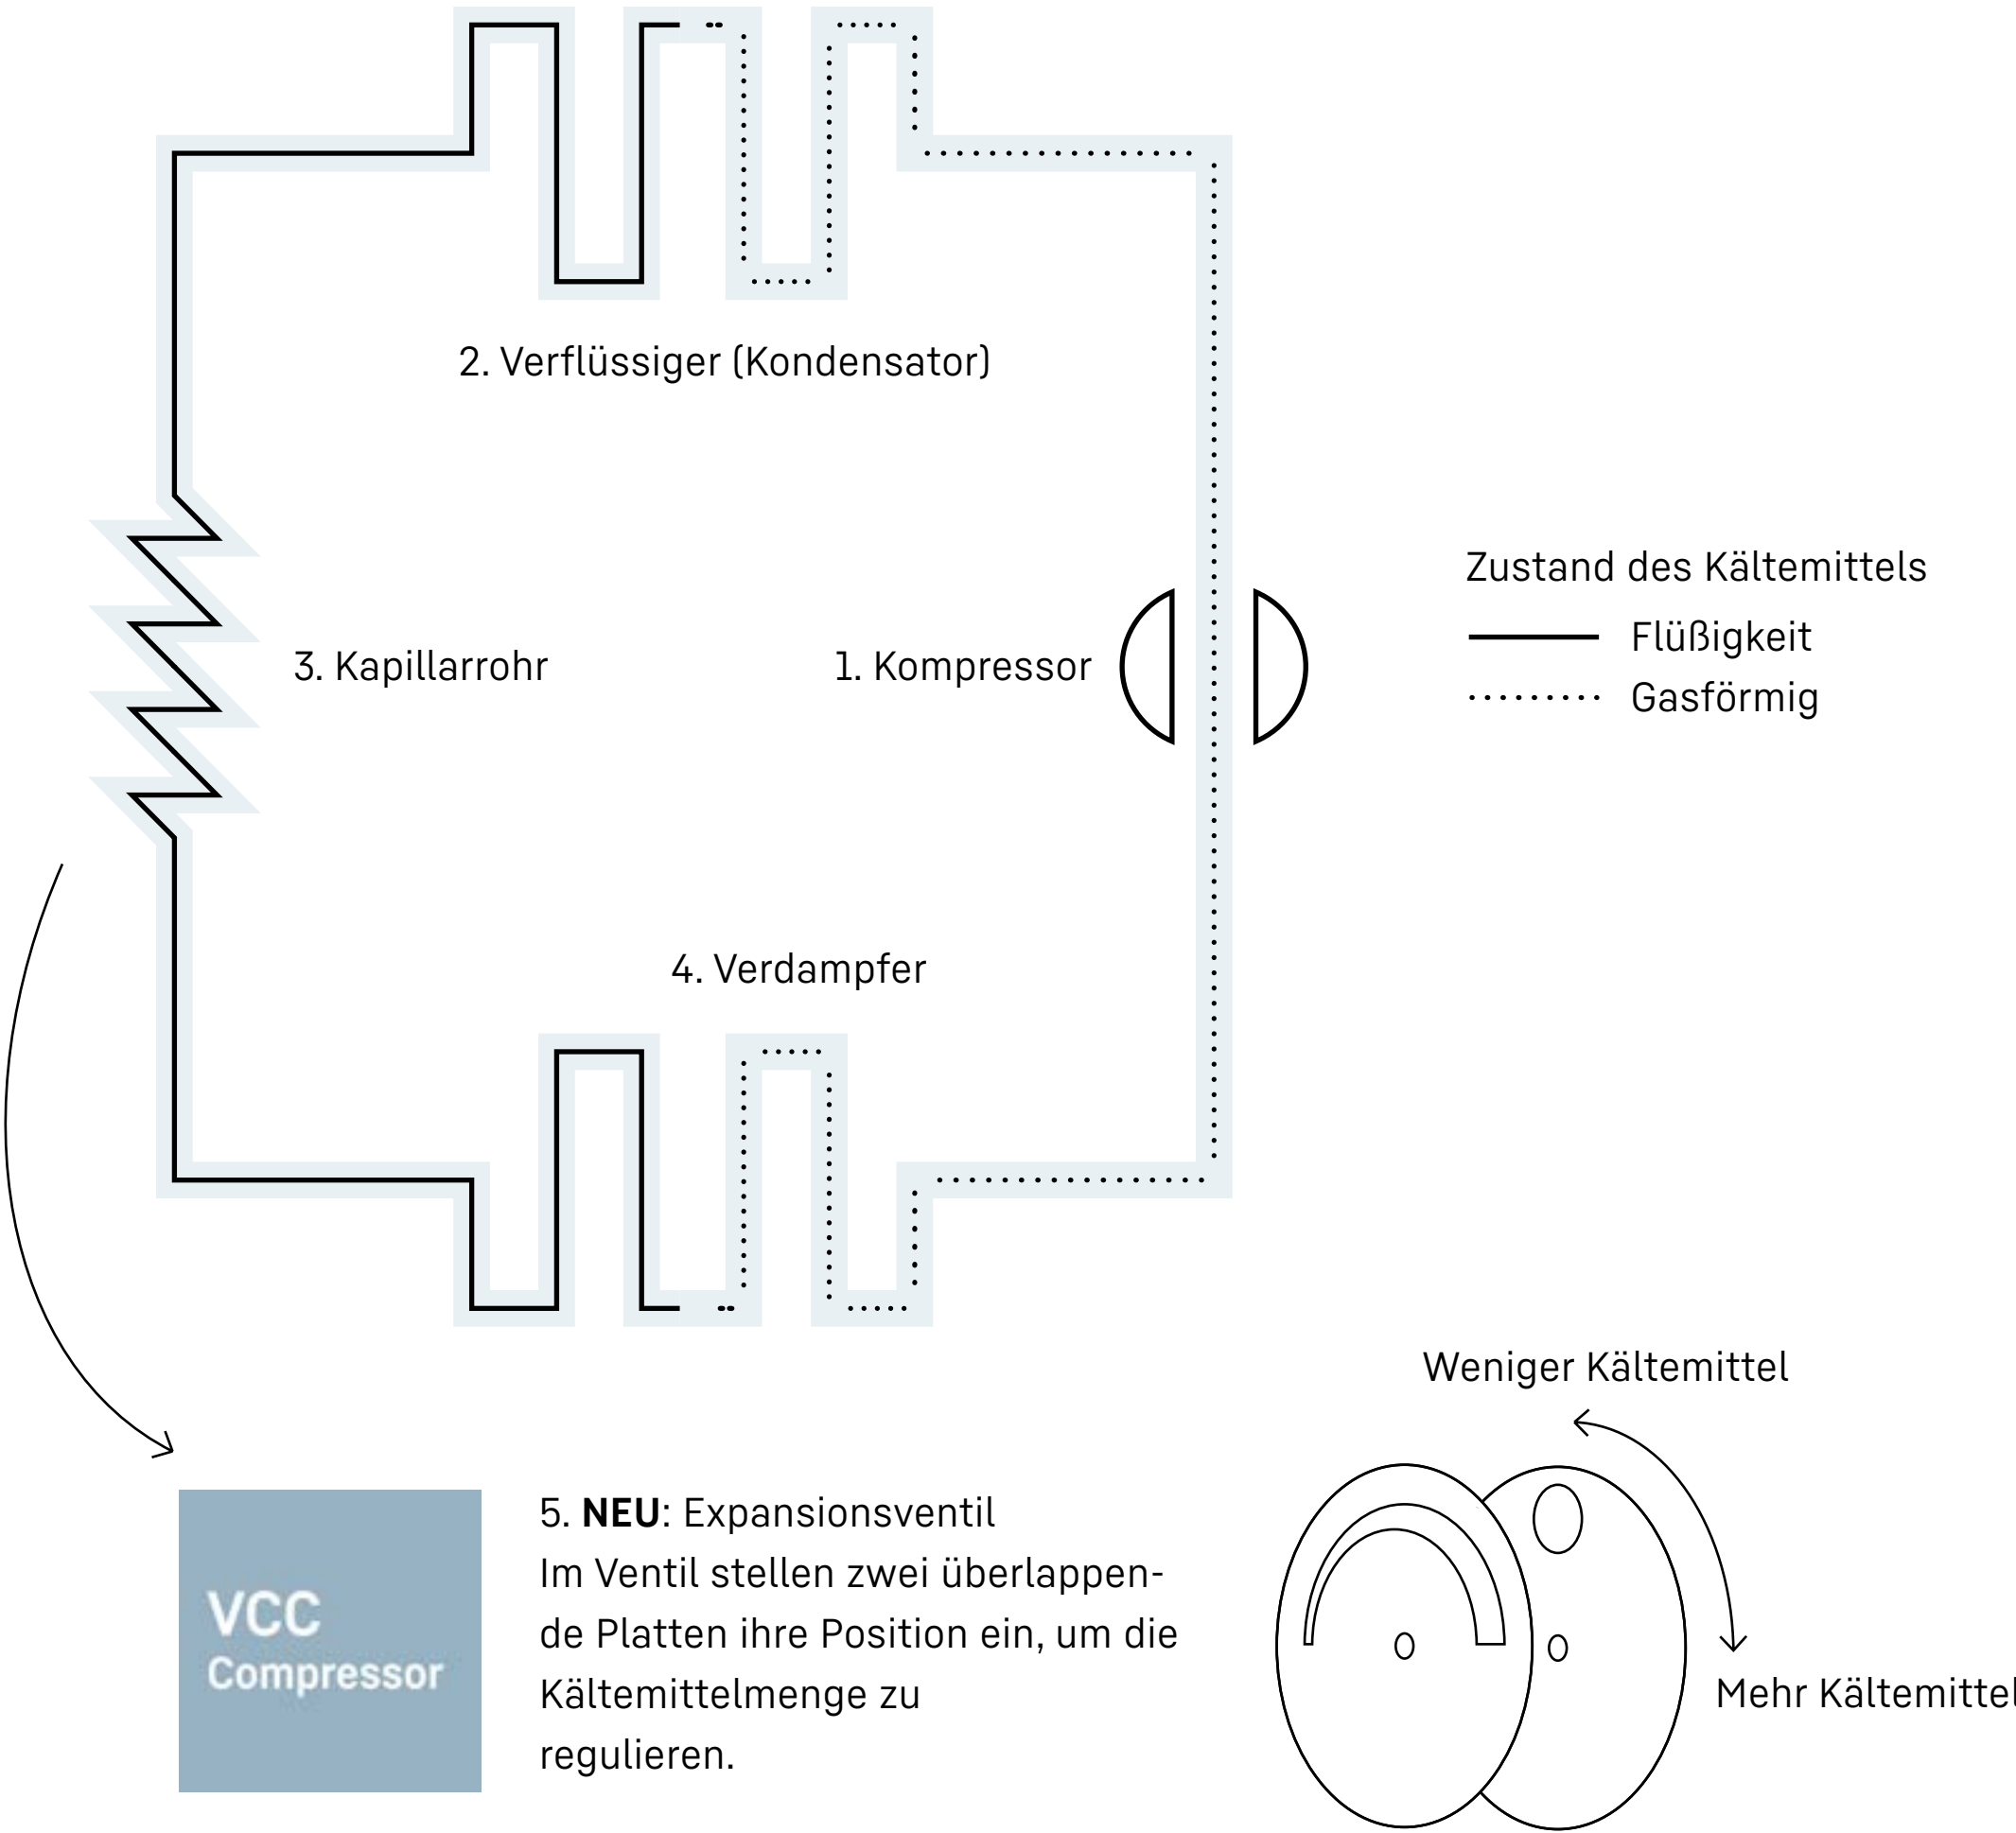 2. Verflüssiger (Kondensator)
Zustand des Kältemittels
Flüßigkeit
3. Kapillarrohr
1. Kompressor
Gasförmig
4. Verdampfer
Weniger Kältemittel
VCC
Compressor
5. NEU: Expansionsventil
Im Ventil stellen zwei überlappen-
de Platten ihre Position ein, um die
Kältemittelmenge zu
regulieren.
Mehr Kältemittel